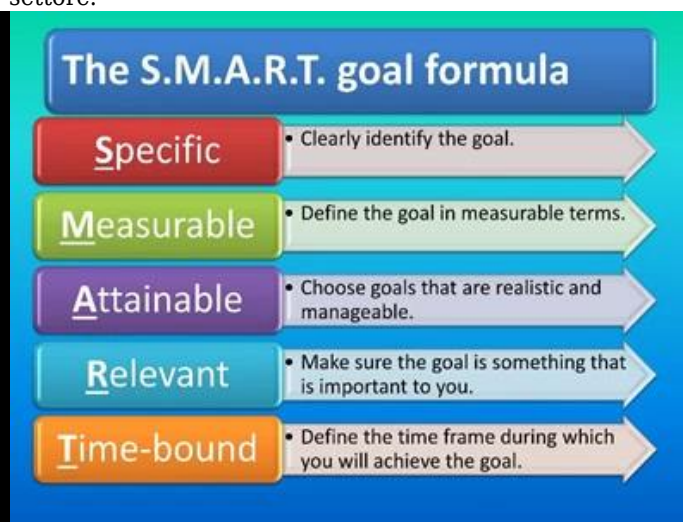 settore.
The S.M.A.R.T. goal formula
Specific
• Clearly identify the goal.
Measurable
• Define the goal in measurable terms.
Attainable
• Choose goals that are realistic and
manageable.
Relevant
• Make sure the goal is something that
is important to you.
Time-bound
• Define the time frame during which
you will achieve the goal.